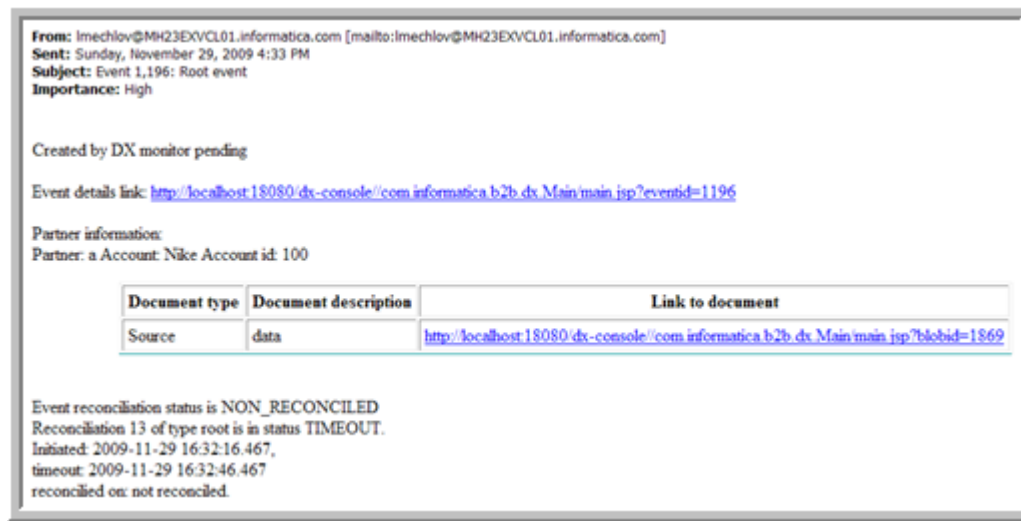 From: lmechlov@MH23EXVCL01.informatica.com [mailto:lmechlov@MH23EXVCL01.informatica.com]
Sent: Sunday, November 29, 2009 4:33 PM
Subject: Event 1,196: Root event
Importance: High
Created by DX monitor pending
Event details link: http://localhost:18080/dx-console//com.informatica.b2b.dx.Main/main.jsp?eventid=1196
Partner information:
Partner: a Account: Nike Account id: 100
Document type Document description Link to document
Source data http://localhost:18080/dx-console//com.informatica.b2b.dx.Main/main.jsp?blobid=1869
Event reconciliation status is NON_RECONCILED
Reconciliation 13 of type root is in status TIMEOUT.
Initiated: 2009-11-29 16:32:16.467,
timeout: 2009-11-29 16:32:46.467
reconcilied on: not reconciled.